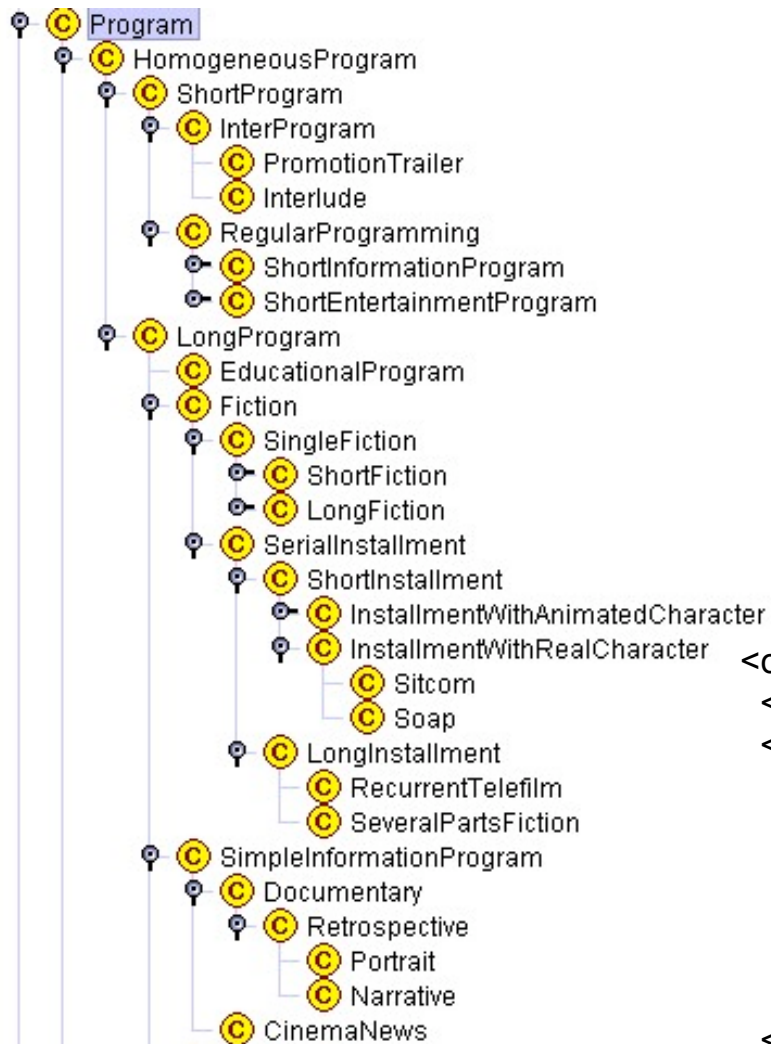 Program
HomogeneousProgram
ShortProgram
InterProgram
PromotionTrailer
Interlude
RegularProgramming
ShortInformationProgram
ShortEntertainmentProgram
LongProgram
EducationalProgram
Fiction
SingleFiction
ShortFiction
LongFiction
SerialInstallment
ShortInstallment
InstallmentWithAnimatedCharacter
InstallmentWithRealCharacter
Sitcom
Soap
LongInstallment
RecurrentTelefilm
SeveralPartsFiction
SimpleInformationProgram
Documentary
Retrospective
Portrait
Narrative
CinemaNews